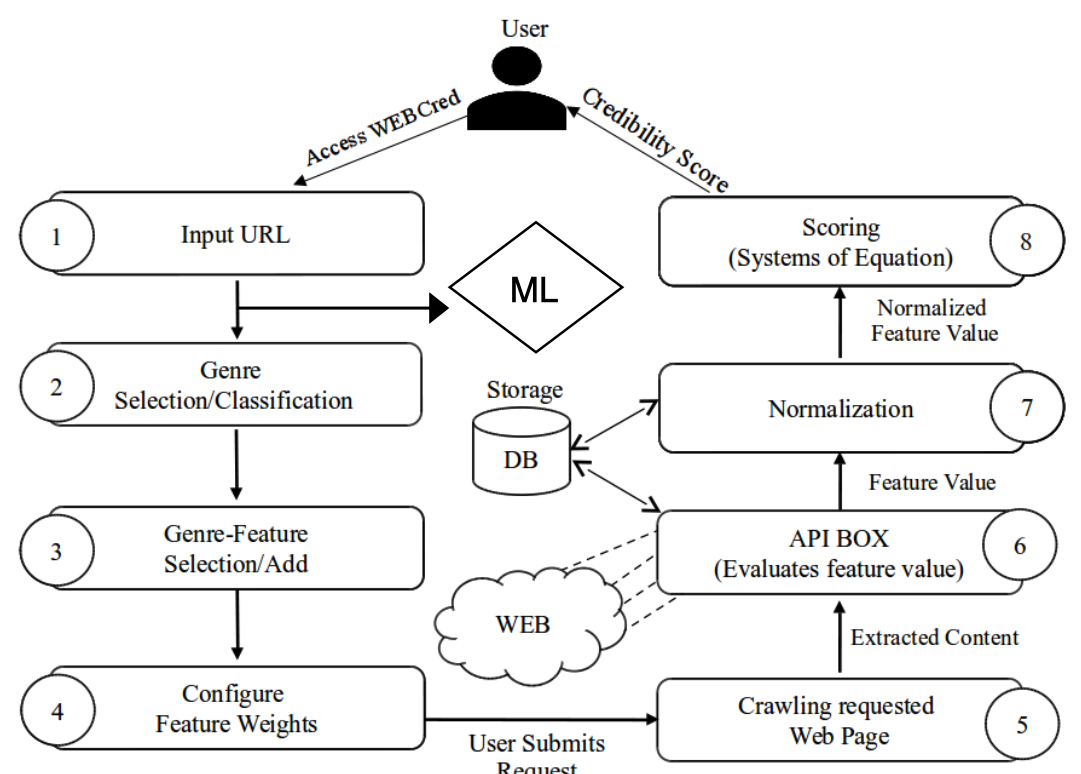 User
Access WEBCred
Credibility Score
1
Input URL
ML
Scoring
(Systems of Equation)
8
Normalized
Feature Value
2
Genre
Selection/Classification
Storage
DB
Normalization
7
Feature Value
3
Genre-Feature
Selection/Add
API BOX
(Evaluates feature value)
6
WEB
Extracted Content
4
Configure
Feature Weights
User Submits
Request
Crawling requested
Web Page
5